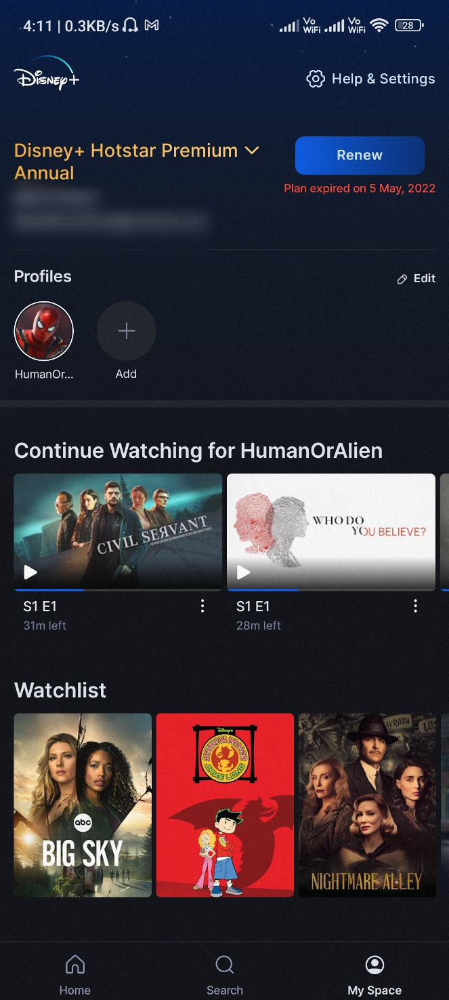 4:11 | 0.3KB/s
Vo WiFi Vo WiFi 28
Disney+
Help & Settings
Disney+ Hotstar Premium
Annual
Renew
Plan expired on 5 May, 2022
Profiles
Edit
HumanOr...
Add
Continue Watching for HumanOrAlien
CIVIL SERVANT
WHO DO
YOU BELIEVE?
S1 E1
S1 E1
31m left
28m left
Watchlist
WRATH
LUS
Disney's
AMERICAN DRAGON
JAKE LONG
abc
BIG SKY
NIGHTMARE ALLEY
Home
Search
My Space